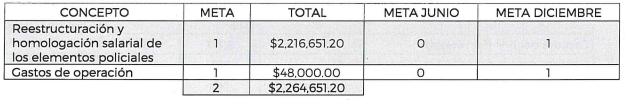 CONCEPTO META TOTAL META JUNIO META DICIEMBRE
Reestructuración y
homologación salarial de 1 $2,216,651.20 0 1
los elementos policiales
Gastos de operación 1 $48,000.00 0 1
2 $2,264,651.20